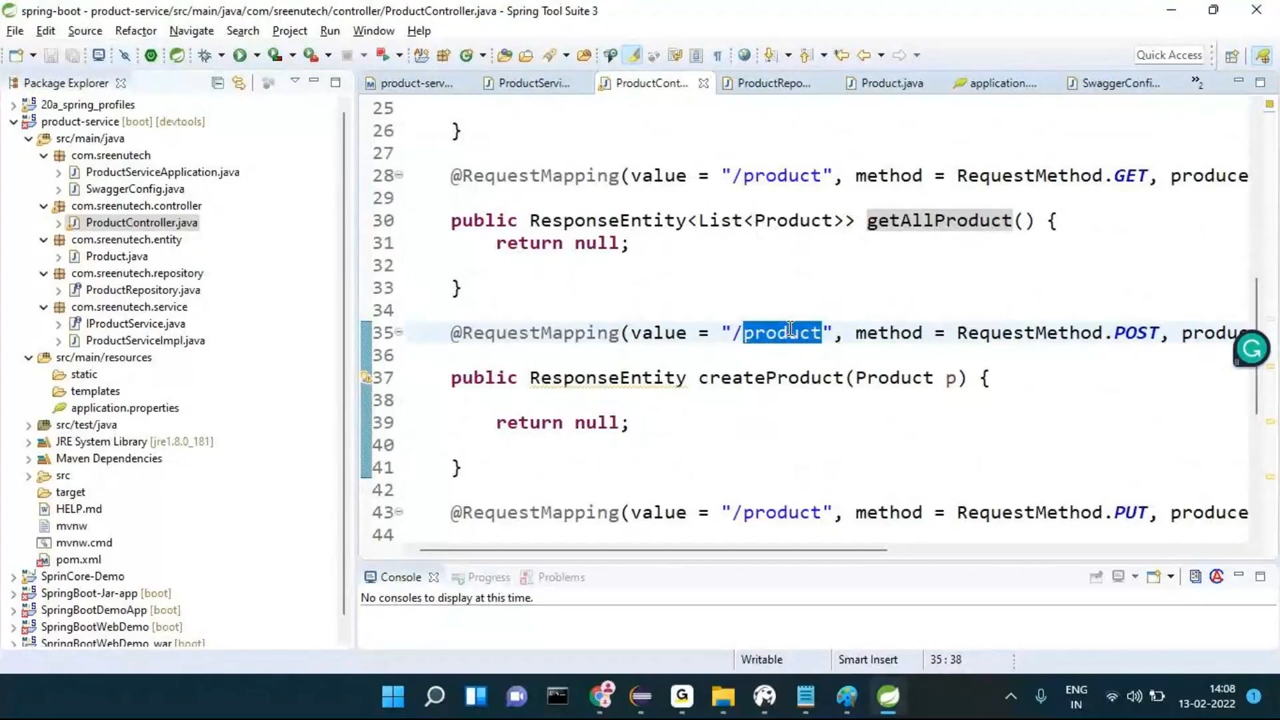 spring-boot - product-service/src/main/java/com/sreenutech/controller/ProductController.java - Spring Tool Suite 3
File Edit Source Refactor Navigate Search Project Run Window Help
Quick Access
Package Explorer
product-serv...
ProductServi...
ProductCont...
ProductRepo...
Product.java
application....
SwaggerConfi...
»2
20a_spring_profiles
product-service [boot] [devtools]
src/main/java
com.sreenutech
ProductServiceApplication.java
SwaggerConfig.java
com.sreenutech.controller
ProductController.java
com.sreenutech.entity
Product.java
com.sreenutech.repository
ProductRepository.java
com.sreenutech.service
IProductService.java
ProductServiceImpl.java
src/main/resources
static
templates
application.properties
src/test/java
JRE System Library [jre1.8.0_181]
Maven Dependencies
src
target
HELP.md
mvnw
mvnw.cmd
pom.xml
SprinCore-Demo
SpringBoot-Jar-app [boot]
SpringBootDemoApp [boot]
SpringBootWebDemo [boot]
SpringBootWebDemo_war [boot]
25
26 }
27
28 @RequestMapping(value = "/product", method = RequestMethod.GET, produce
29
30 public ResponseEntity<List<Product>> getAllProduct() {
31 return null;
32
33 }
34
35 @RequestMapping(value = "/product", method = RequestMethod.POST, produc
36
37 public ResponseEntity createProduct(Product p) {
38
39 return null;
40
41 }
42
43 @RequestMapping(value = "/product", method = RequestMethod.PUT, produce
44
Console Progress Problems
No consoles to display at this time.
Writable Smart Insert 35 : 38
ENG
IN
14:08
13-02-2022
1